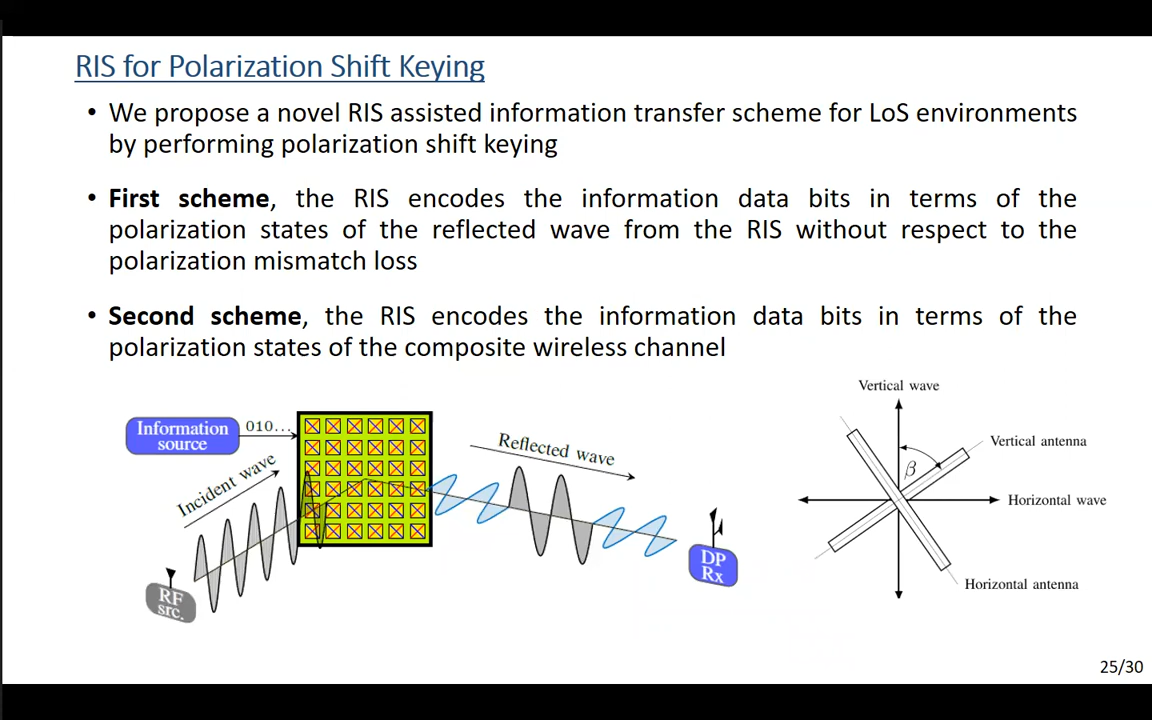 RIS for Polarization Shift Keying
• We propose a novel RIS assisted information transfer scheme for LoS environments
by performing polarization shift keying
• First scheme, the RIS encodes the information data bits in terms of the
polarization states of the reflected wave from the RIS without respect to the
polarization mismatch loss
• Second scheme, the RIS encodes the information data bits in terms of the
polarization states of the composite wireless channel
Information
source
010...
Incident wave
RF
src.
Reflected wave
DP
Rx
Vertical wave
Vertical antenna
β
Horizontal wave
Horizontal antenna
25/30